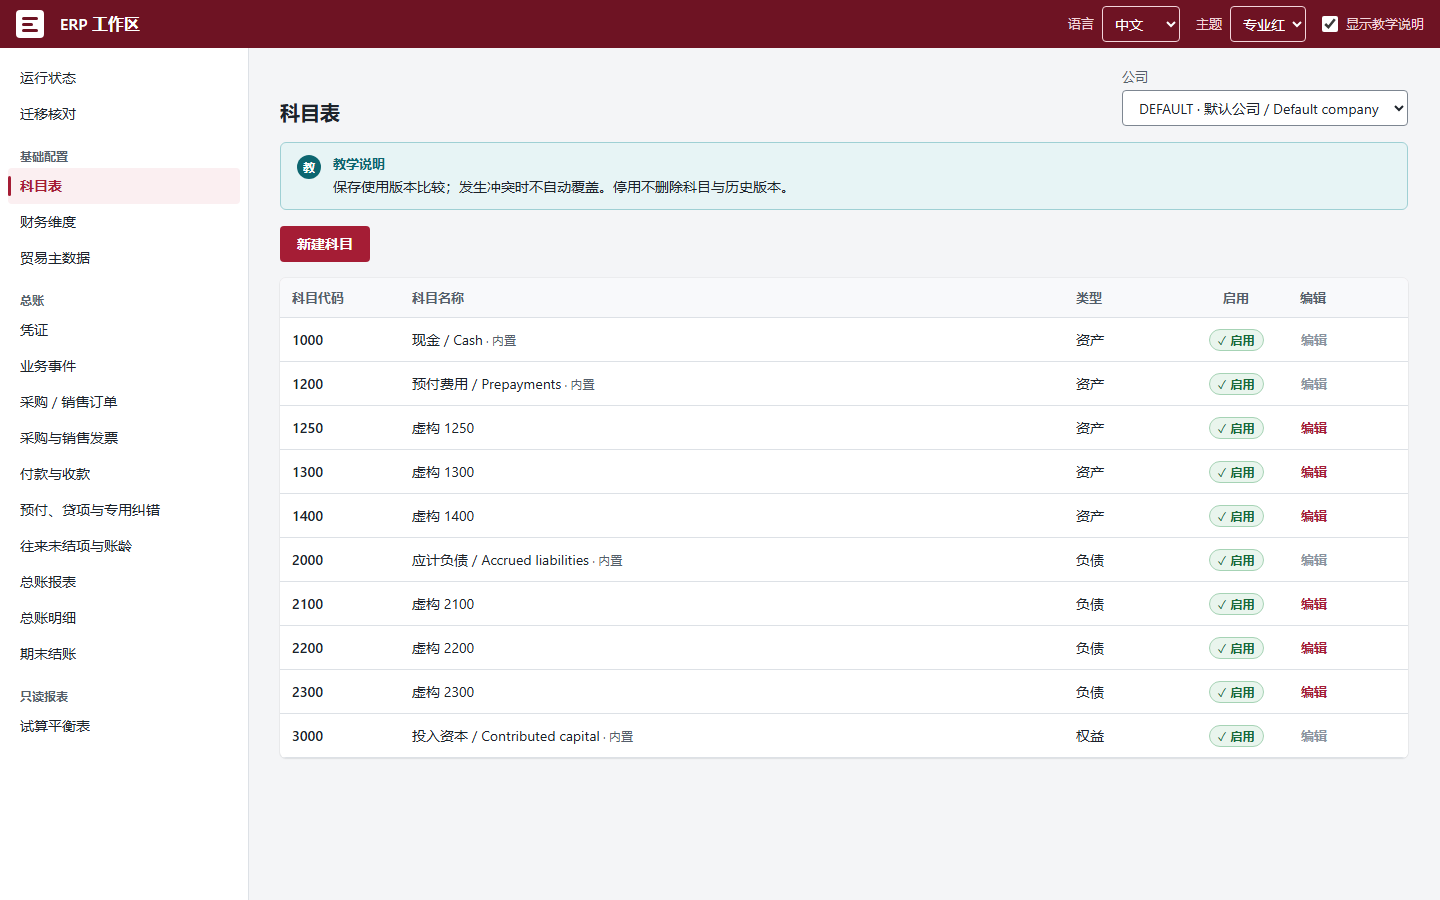 ERP 工作区
语言 中文 主题 专业红 显示教学说明
运行状态
迁移核对
基础配置
科目表
财务维度
贸易主数据
总账
凭证
业务事件
采购 / 销售订单
采购与销售发票
付款与收款
预付、贷项与专用纠错
往来未结项与账龄
总账报表
总账明细
期末结账
只读报表
试算平衡表
公司
科目表
DEFAULT · 默认公司 / Default company
教 教学说明
保存使用版本比较；发生冲突时不自动覆盖。停用不删除科目与历史版本。
新建科目
科目代码 科目名称 类型 启用 编辑
1000 现金 / Cash · 内置 资产 ✓ 启用 编辑
1200 预付费用 / Prepayments · 内置 资产 ✓ 启用 编辑
1250 虚构 1250 资产 ✓ 启用 编辑
1300 虚构 1300 资产 ✓ 启用 编辑
1400 虚构 1400 资产 ✓ 启用 编辑
2000 应计负债 / Accrued liabilities · 内置 负债 ✓ 启用 编辑
2100 虚构 2100 负债 ✓ 启用 编辑
2200 虚构 2200 负债 ✓ 启用 编辑
2300 虚构 2300 负债 ✓ 启用 编辑
3000 投入资本 / Contributed capital · 内置 权益 ✓ 启用 编辑